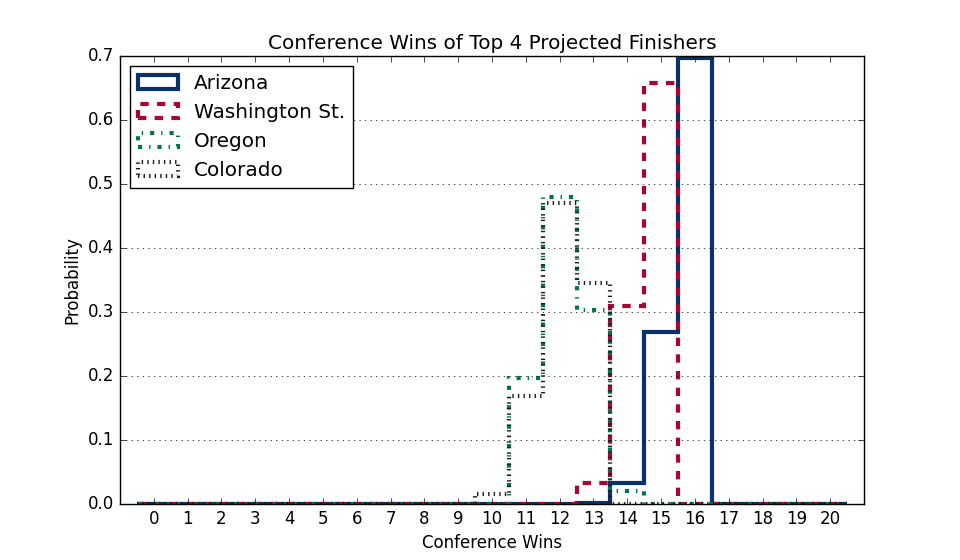 Conference Wins of Top 4 Projected Finishers
Arizona
Washington St.
Oregon
Colorado
Probability
0.7
0.6
0.5
0.4
0.3
0.2
0.1
0.0
0 1 2 3 4 5 6 7 8 9 10 11 12 13 14 15 16 17 18 19 20
Conference Wins